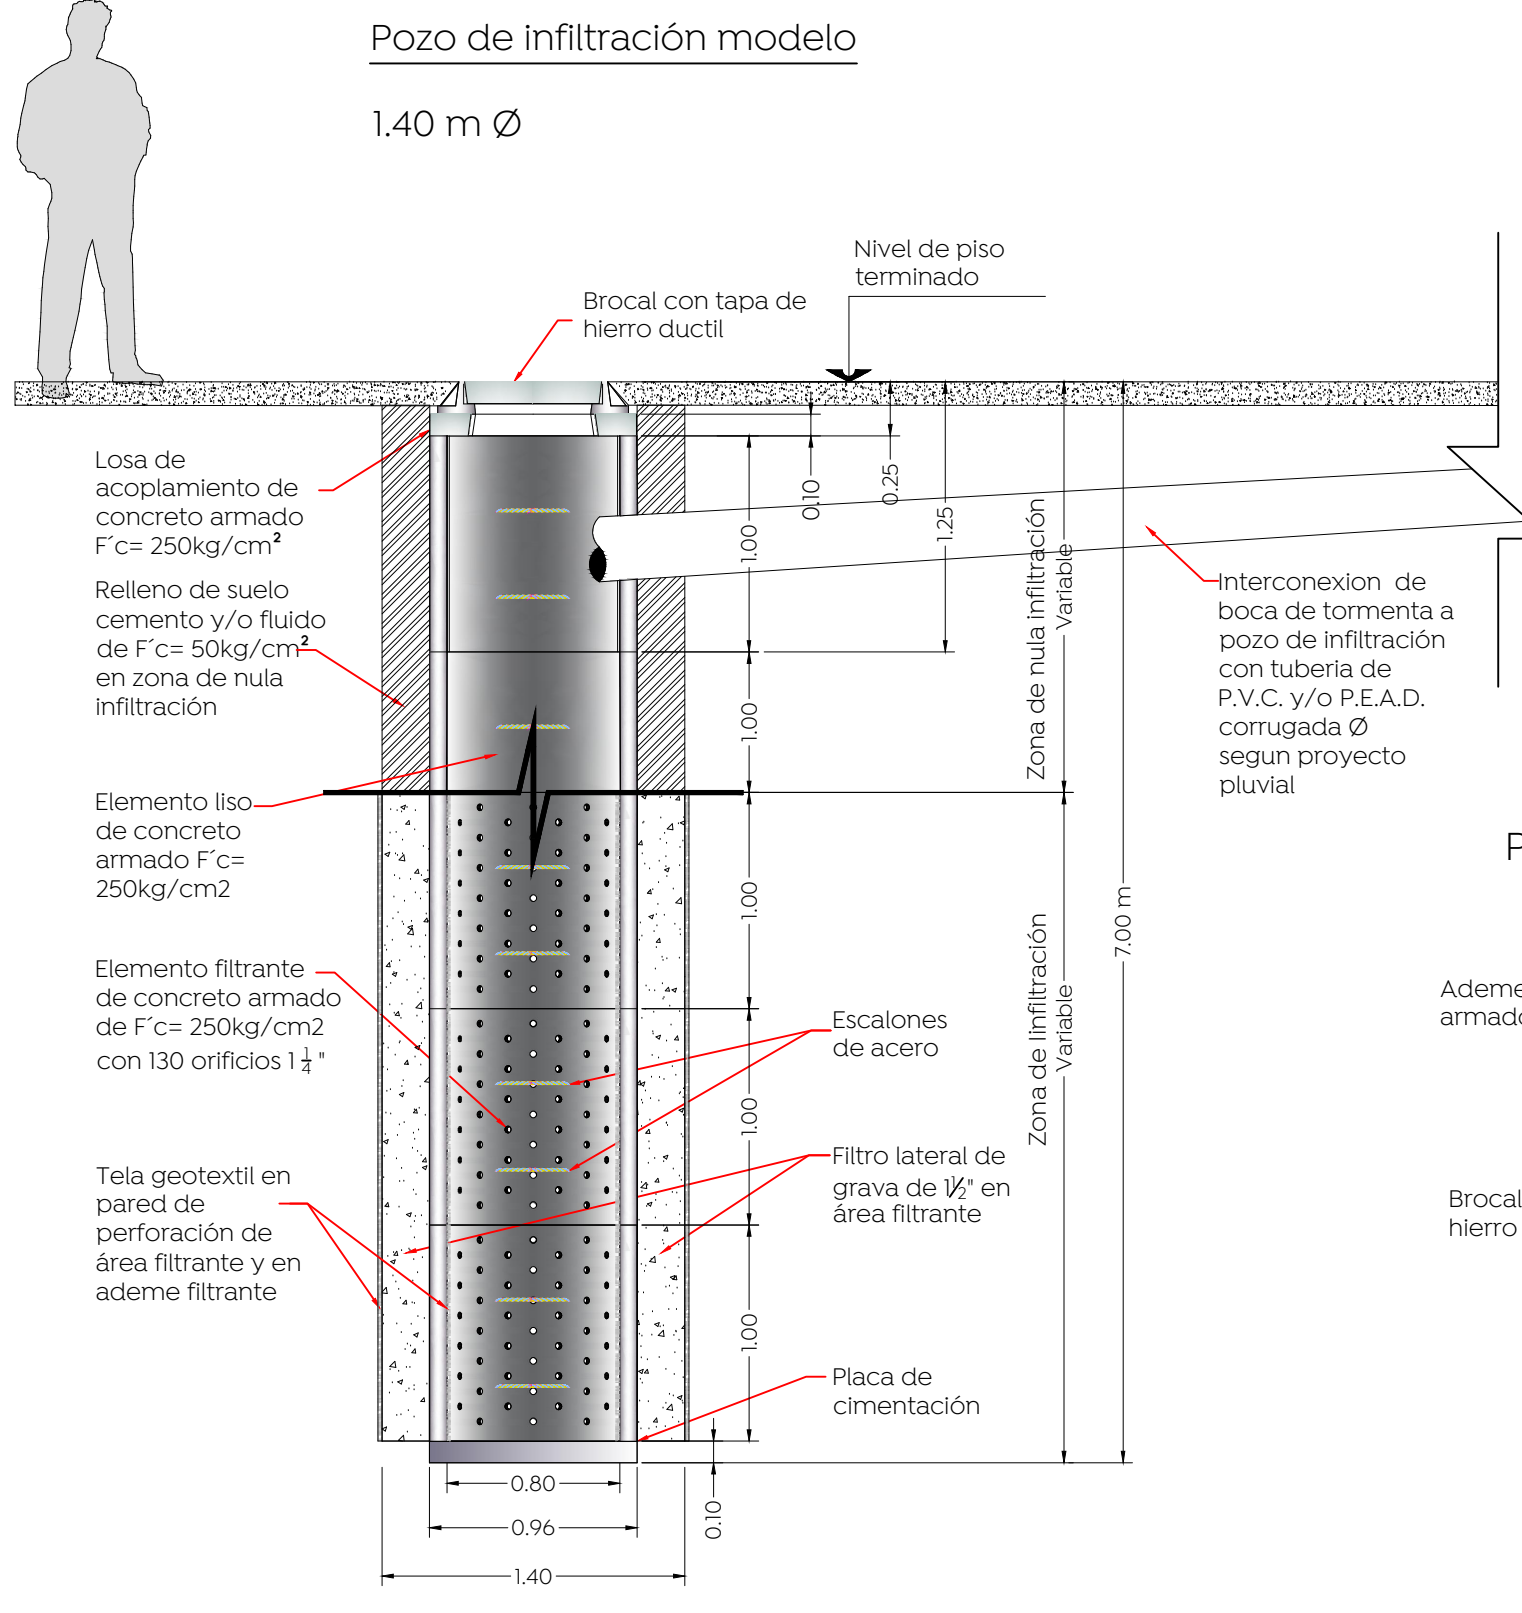 Pozo de infiltración modelo
1.40 m Ø
Nivel de piso
terminado
Brocal con tapa de
hierro ductil
Losa de
acoplamiento de
concreto armado
F´c= 250kg/cm²
Relleno de suelo
cemento y/o fluido
de F´c= 50kg/cm²
en zona de nula
infiltración
Elemento liso
de concreto
armado F´c=
250kg/cm2
Elemento filtrante
de concreto armado
de F´c= 250kg/cm2
con 130 orificios 1 1/4 "
Tela geotextil en
pared de
perforación de
área filtrante y en
ademe filtrante
0.10
0.25
1.25
1.00
1.00
1.00
1.00
1.00
Zona de nula infiltración
Variable
Zona de Iinfiltración
Variable
7.00 m
Interconexion de
boca de tormenta a
pozo de infiltración
con tuberia de
P.V.C. y/o P.E.A.D.
corrugada Ø
segun proyecto
pluvial
Escalones
de acero
Filtro lateral de
grava de 1½" en
área filtrante
Placa de
cimentación
0.80
0.96
1.40
0.10
P
Ademe
armado
Brocal
hierro